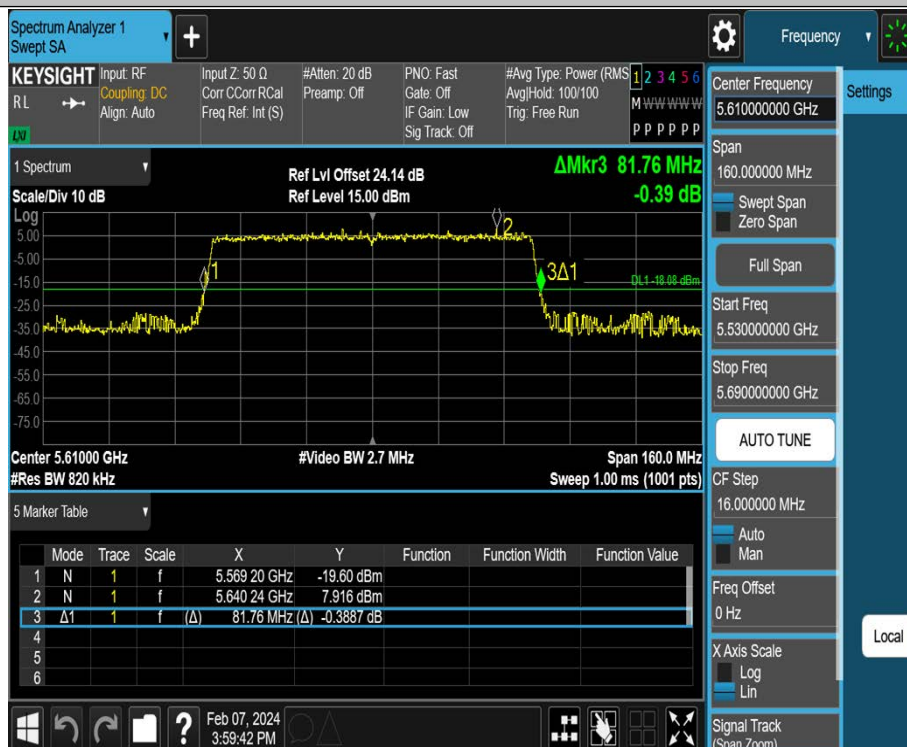 Spectrum Analyzer 1
Swept SA
+
Frequency
KEYSIGHT
RL
LXI
Input: RF
Coupling: DC
Align: Auto
Input Z: 50 Ω
Corr CCorr RCal
Freq Ref: Int (S)
#Atten: 20 dB
Preamp: Off
PNO: Fast
Gate: Off
IF Gain: Low
Sig Track: Off
#Avg Type: Power (RMS
Avg|Hold: 100/100
Trig: Free Run
1 2 3 4 5 6
M W W W W W
P P P P P P
1 Spectrum
Scale/Div 10 dB
Ref Lvl Offset 24.14 dB
Ref Level 15.00 dBm
ΔMkr3 81.76 MHz
-0.39 dB
Log
5.00
-5.00
-15.0
-25.0
-35.0
-45.0
-55.0
-65.0
-75.0
1
2
3Δ1
DL1 -18.08 dBm
Center 5.61000 GHz
#Video BW 2.7 MHz
Span 160.0 MHz
#Res BW 820 kHz
Sweep 1.00 ms (1001 pts)
5 Marker Table
Mode Trace Scale X Y Function Function Width Function Value
1 N 1 f 5.569 20 GHz -19.60 dBm
2 N 1 f 5.640 24 GHz 7.916 dBm
3 Δ1 1 f (Δ) 81.76 MHz (Δ) -0.3887 dB
4
5
6
?
Feb 07, 2024
3:59:42 PM
Center Frequency
5.610000000 GHz
Span
160.000000 MHz
Swept Span
Zero Span
Full Span
Start Freq
5.530000000 GHz
Stop Freq
5.690000000 GHz
AUTO TUNE
CF Step
16.000000 MHz
Auto
Man
Freq Offset
0 Hz
X Axis Scale
Log
Lin
Signal Track
(Span Zoom)
Settings
Local